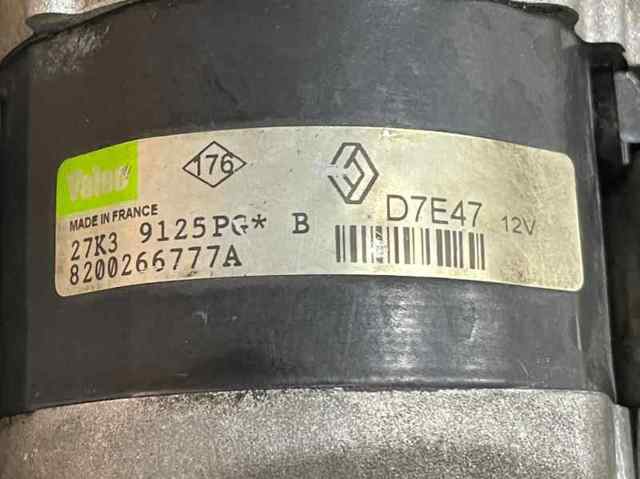 Valeo
176
MADE IN FRANCE
27K3 9125PG* B
8200266777A
D7E47 12V